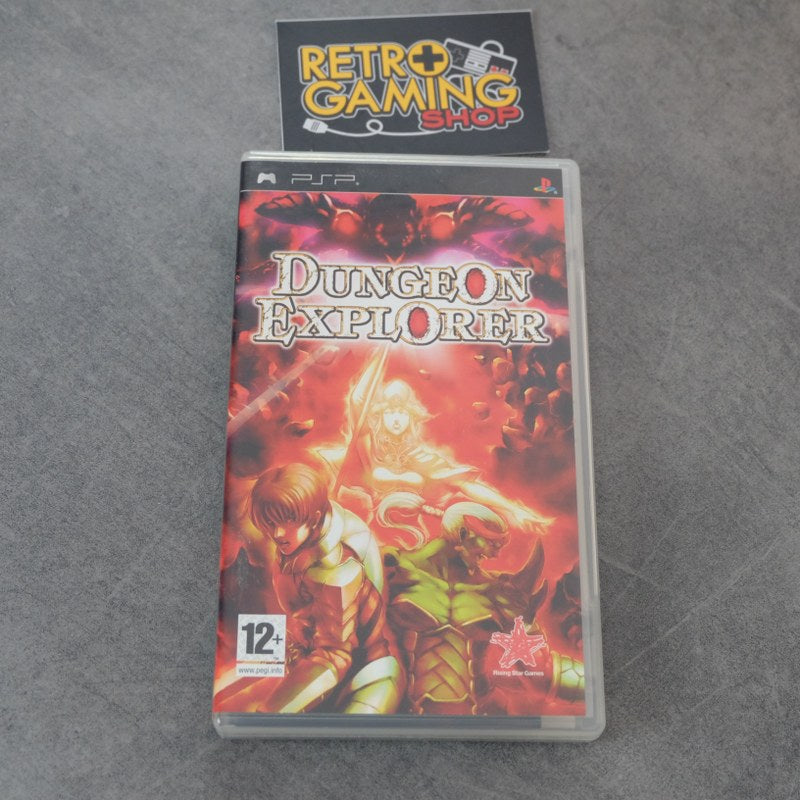 RETRO
GAMING
SHOP
PSP
DUNGEON
EXPLORER
12+
www.pegi.info
Rising Star Games